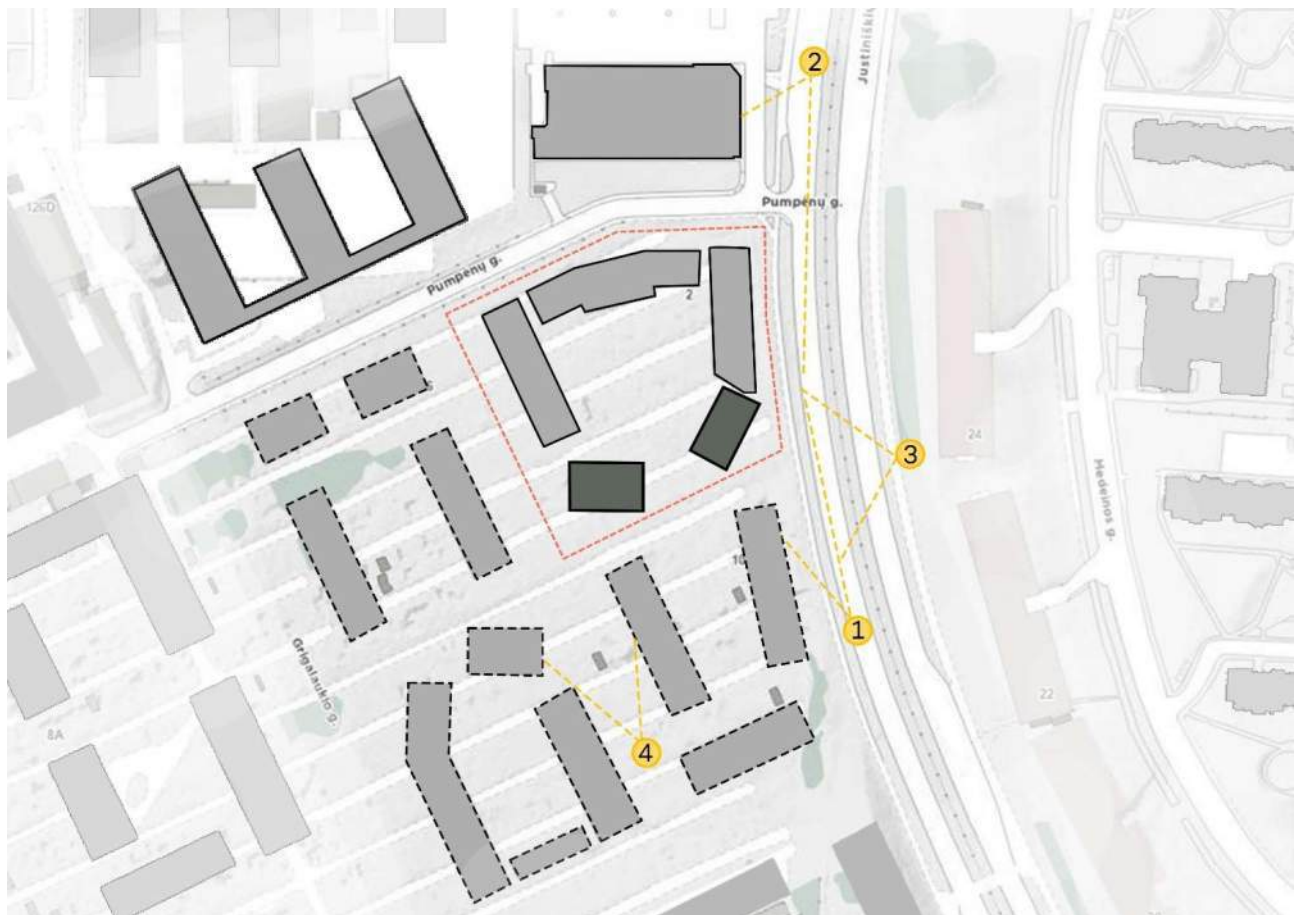 2
Justiniškių
126D
Pumpėnų g.
Pumpėnų g.
2
24
3
Medeinos g.
10
1
Grigalaukio g.
22
8A
4